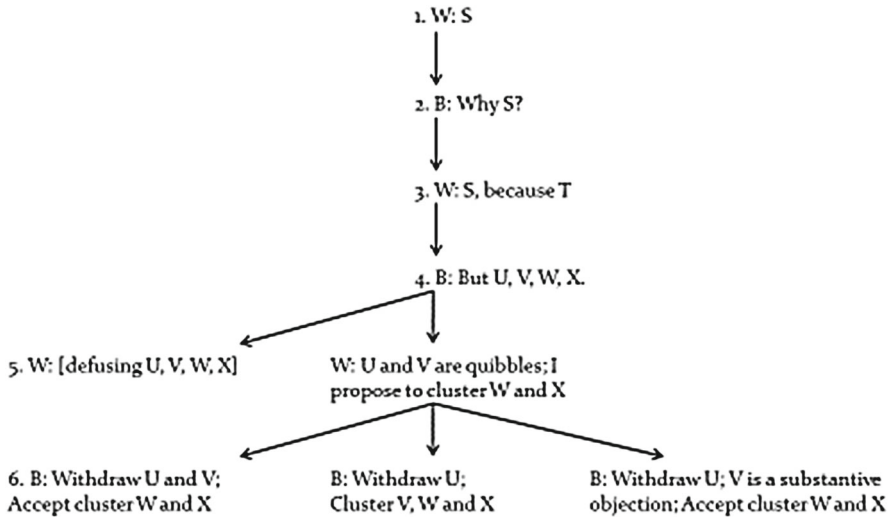 1. W: S
2. B: Why S?
3. W: S, because T
4. B: But U, V, W, X.
5. W: [defusing U, V, W, X]
W: U and V are quibbles; I
propose to cluster W and X
6. B: Withdraw U and V;
Accept cluster W and X
B: Withdraw U;
Cluster V, W and X
B: Withdraw U; V is a substantive
objection; Accept cluster W and X